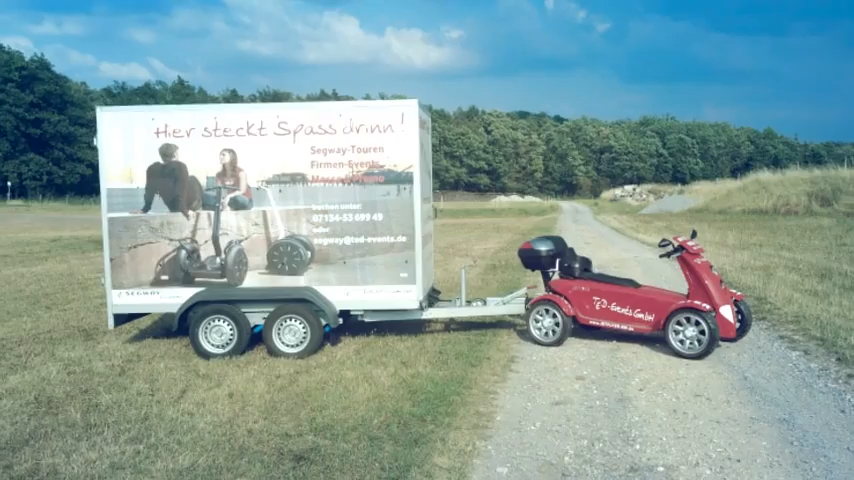 Hier steckt Spass drinn!
Segway-Touren
Firmen-Events
buchen unter:
07134-53 699 49
oder
segway@ted-events.de
SEGWAY
TED-Events GmbH